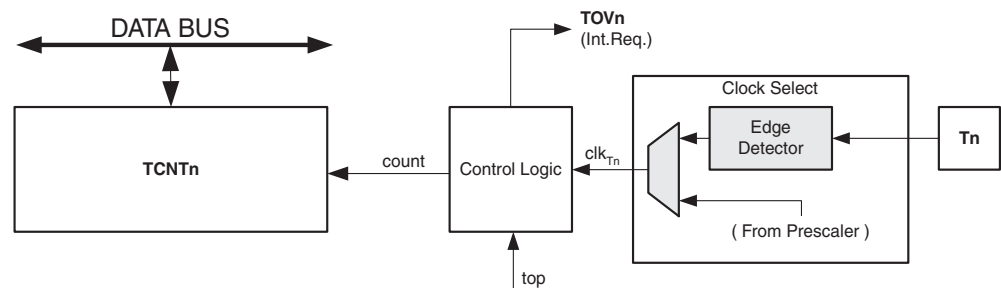 DATA BUS
TOVn
(Int.Req.)
Clock Select
TCNTn
count
Control Logic
clkTn
Edge
Detector
Tn
( From Prescaler )
top